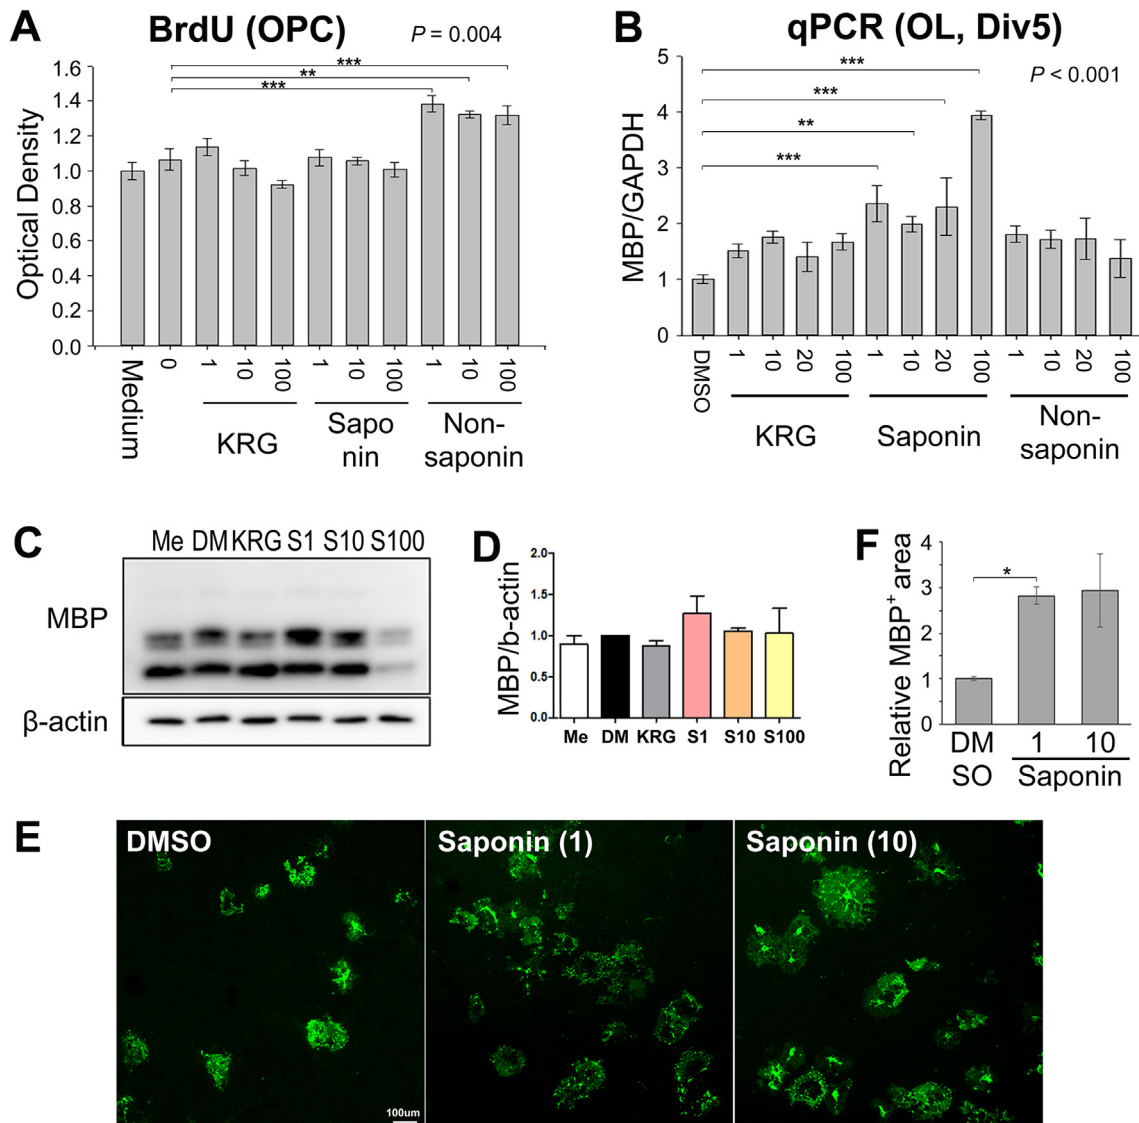 A
BrdU (OPC)
P = 0.004
***
**
***
Optical Density
1.6
1.4
1.2
1.0
0.8
0.6
0.4
0.2
0.0
Medium
0
1
10
100
1
10
100
1
10
100
KRG
Sapo
nin
Non-
saponin
B
qPCR (OL, Div5)
P < 0.001
***
***
**
***
MBP/GAPDH
5
4
3
2
1
0
DMSO
1
10
20
100
1
10
20
100
1
10
20
100
KRG
Saponin
Non-
saponin
C
Me DM KRG S1 S10 S100
MBP
β-actin
D
MBP/b-actin
2.0
1.5
1.0
0.5
0.0
Me DM KRG S1 S10 S100
F
Relative MBP+ area
4
3
2
1
0
*
DM
SO
1 10
Saponin
E
DMSO
Saponin (1)
Saponin (10)
100um